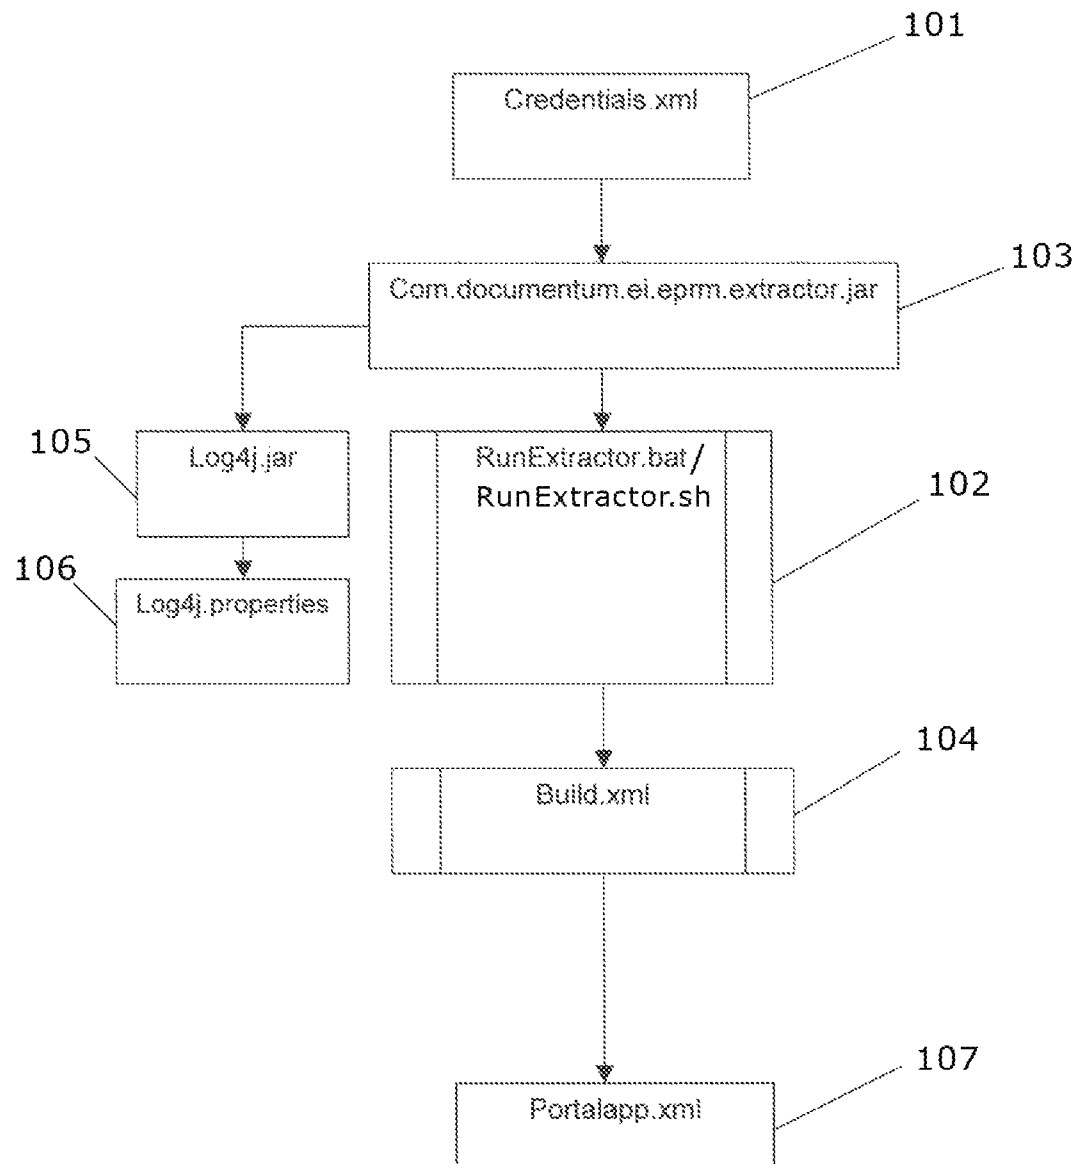 101
Credentials.xml
103
Com.documentum.ei.eprm.extractor.jar
105
Log4j.jar
RunExtractor.bat/
RunExtractor.sh
102
106
Log4j.properties
104
Build.xml
107
Portalapp.xml